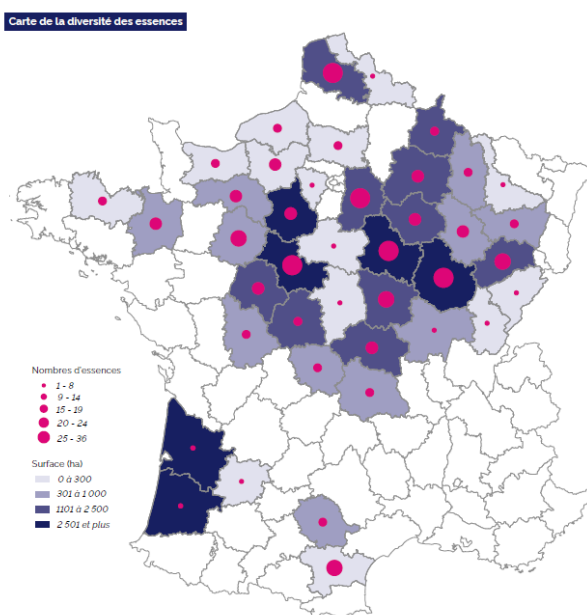 Carte de la diversité des essences
Nombres d'essences
1 - 8
9 - 14
15 - 19
20 - 24
25 - 36
Surface (ha)
0 à 300
301 à 1 000
1101 à 2 500
2 501 et plus